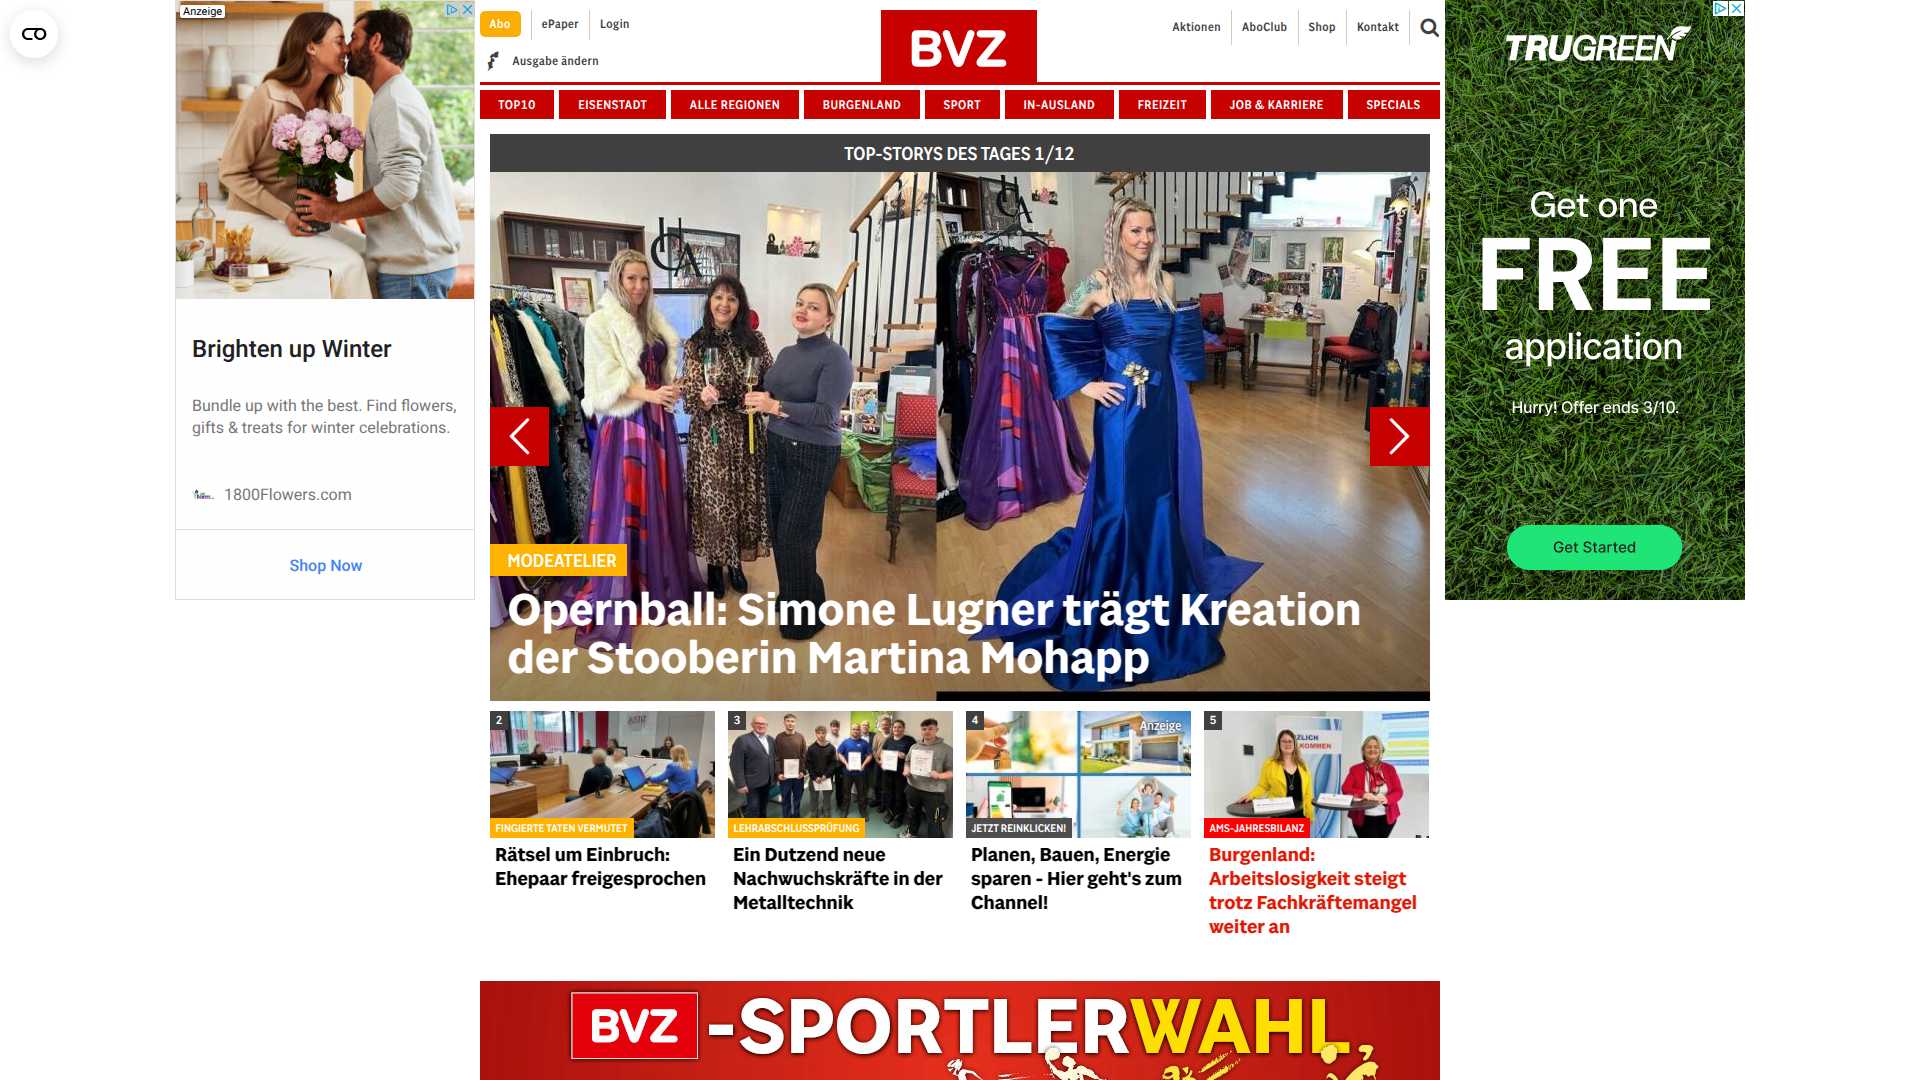 Anzeige
Brighten up Winter
Bundle up with the best. Find flowers,
gifts & treats for winter celebrations.
1800Flowers.com
Shop Now
Abo
ePaper
Login
Ausgabe ändern
BVZ
Aktionen
AboClub
Shop
Kontakt
TOP10
EISENSTADT
ALLE REGIONEN
BURGENLAND
SPORT
IN-AUSLAND
FREIZEIT
JOB & KARRIERE
SPECIALS
TOP-STORYS DES TAGES 1/12
MODEATELIER
Opernball: Simone Lugner trägt Kreation
der Stooberin Martina Mohapp
2
FINGIERTE TATEN VERMUTET
Rätsel um Einbruch:
Ehepaar freigesprochen
3
LEHRABSCHLUSSPRÜFUNG
Ein Dutzend neue
Nachwuchskräfte in der
Metalltechnik
4
Anzeige
JETZT REINKLICKEN!
Planen, Bauen, Energie
sparen - Hier geht's zum
Channel!
5
AMS-JAHRESBILANZ
Burgenland:
Arbeitslosigkeit steigt
trotz Fachkräftemangel
weiter an
BVZ-SPORTLERWAHL
TRUGREEN
Get one
FREE
application
Hurry! Offer ends 3/10.
Get Started